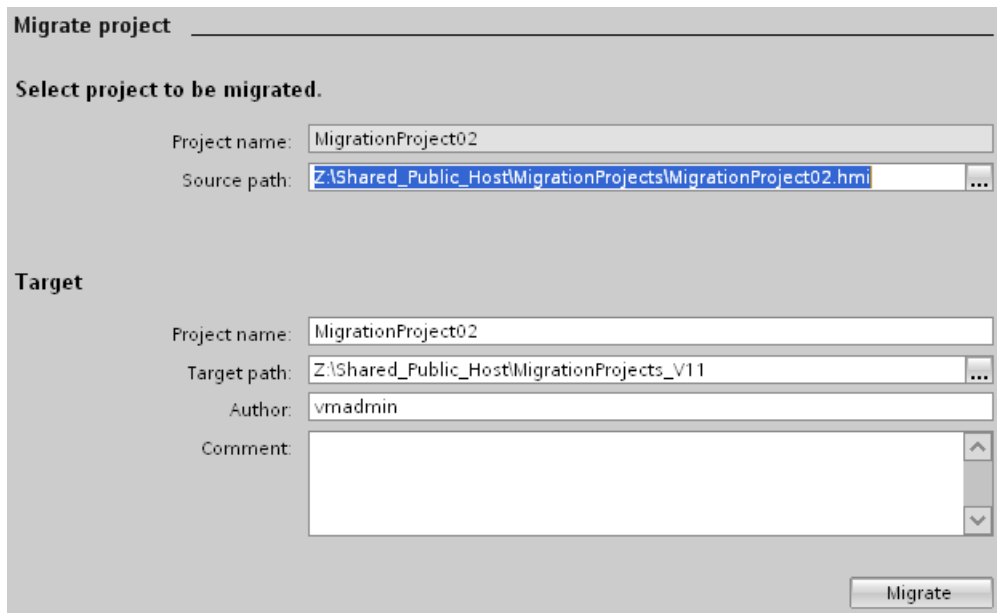 Migrate project
Select project to be migrated.
Project name: MigrationProject02
Source path: Z:\Shared_Public_Host\MigrationProjects\MigrationProject02.hmi ...
Target
Project name: MigrationProject02
Target path: Z:\Shared_Public_Host\MigrationProjects_V11 ...
Author: vmadmin
Comment:
Migrate